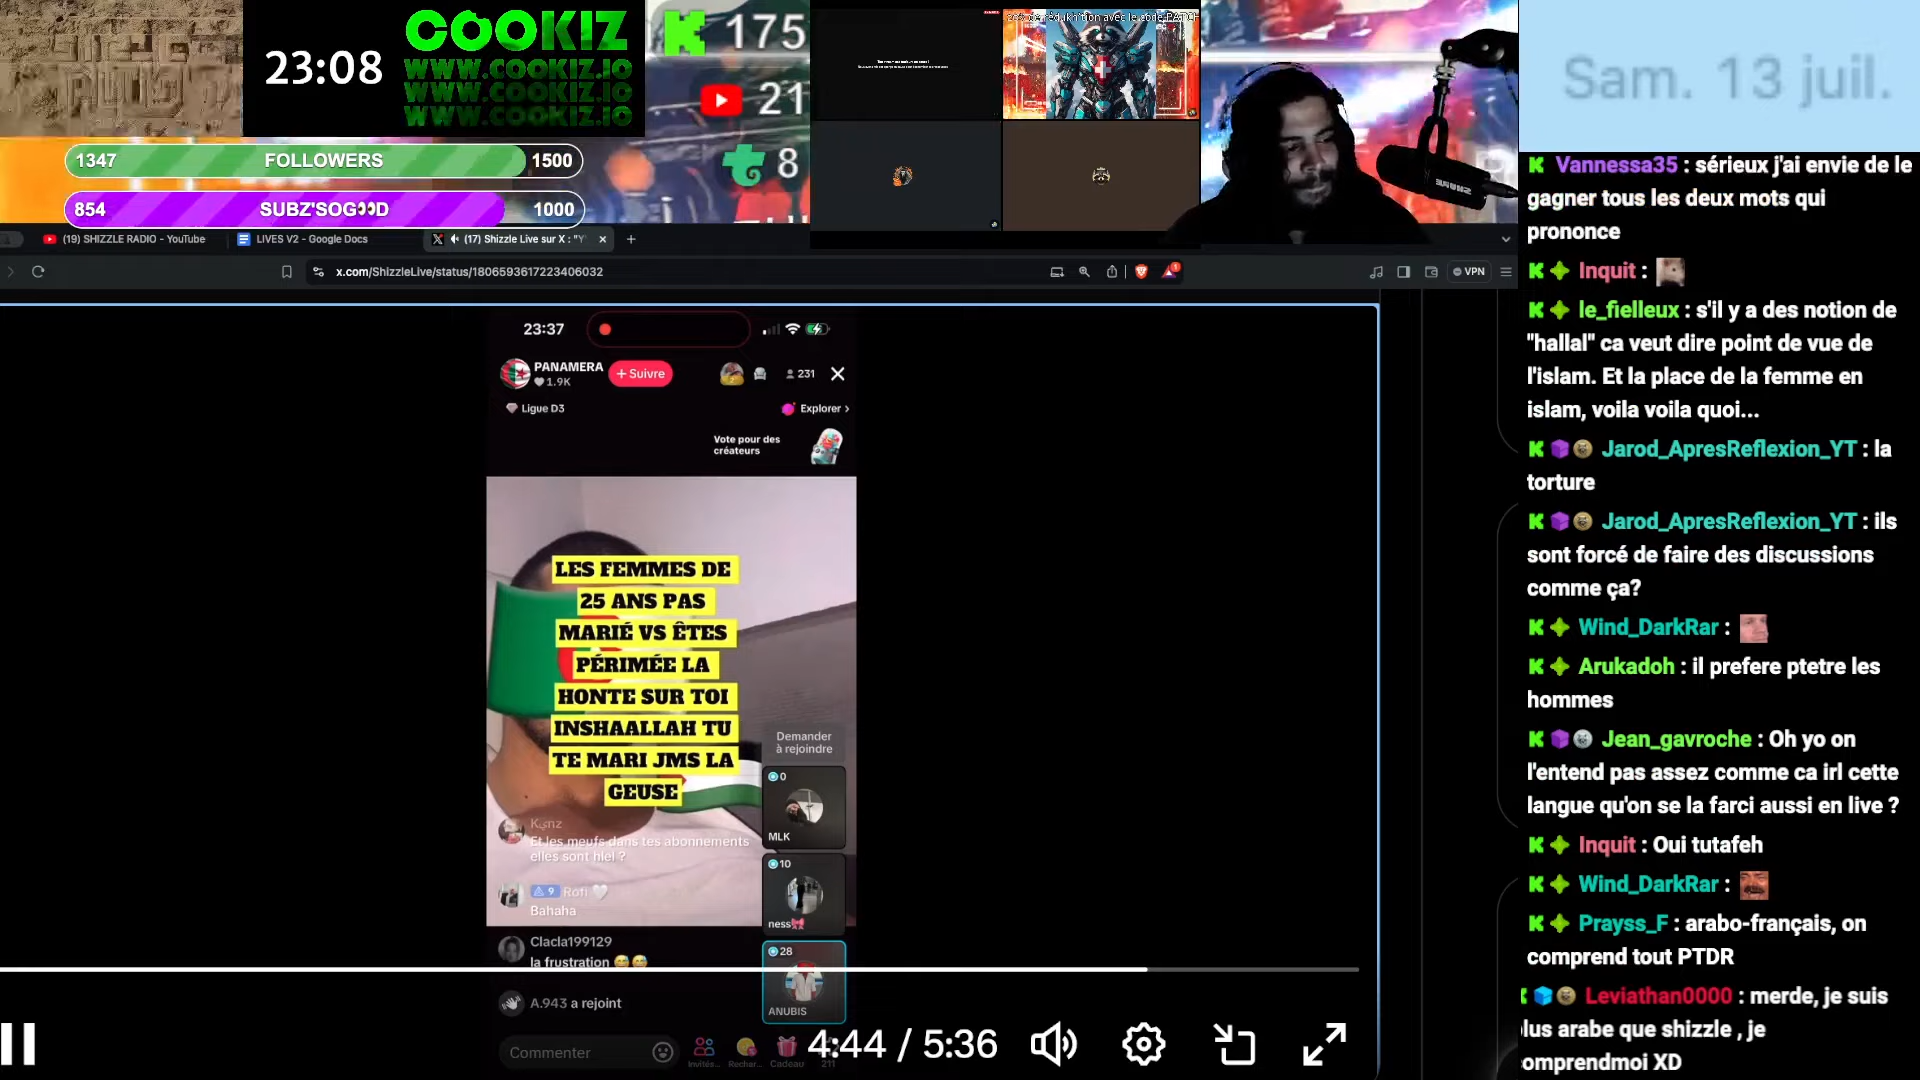 23:08
COOKIZ
WWW.COOKIZ.IO
WWW.COOKIZ.IO
WWW.COOKIZ.IO
175
21
8
1347 FOLLOWERS 1500
854 SUBZ'SOG👀D 1000
Sam. 13 juil.
(19) SHIZZLE RADIO - YouTube
LIVES V2 - Google Docs
(17) Shizzle Live sur X : "Y
x.com/ShizzleLive/status/1806593617223406032
VPN
23:37
PANAMERA
1.9K
+ Suivre
231
Ligue D3
Explorer >
Vote pour des
créateurs
LES FEMMES DE
25 ANS PAS
MARIÉ VS ÊTES
PÉRIMÉE LA
HONTE SUR TOI
INSHAALLAH TU
TE MARI JMS LA
GEUSE
Demander
à rejoindre
0
MLK
10
ness🎀
28
ANUBIS
Et les meufs dans tes abonnements
elles sont hlel ?
9 Rofi 🤍
Bahaha
Clacla199129
la frustration 😅😅
A.943 a rejoint
Commenter
Invités...
Rechar...
Cadeau
211
4:44 / 5:36
Vannessa35 : sérieux j'ai envie de le
gagner tous les deux mots qui
prononce
Inquit :
le_fielleux : s'il y a des notion de
"hallal" ca veut dire point de vue de
l'islam. Et la place de la femme en
islam, voila voila quoi...
Jarod_ApresReflexion_YT : la
torture
Jarod_ApresReflexion_YT : ils
sont forcé de faire des discussions
comme ça?
Wind_DarkRar :
Arukadoh : il prefere ptetre les
hommes
Jean_gavroche : Oh yo on
l'entend pas assez comme ca irl cette
langue qu'on se la farci aussi en live ?
Inquit : Oui tutafeh
Wind_DarkRar :
Prayss_F : arabo-français, on
comprend tout PTDR
Leviathan0000 : merde, je suis
lus arabe que shizzle , je
omprendmoi XD